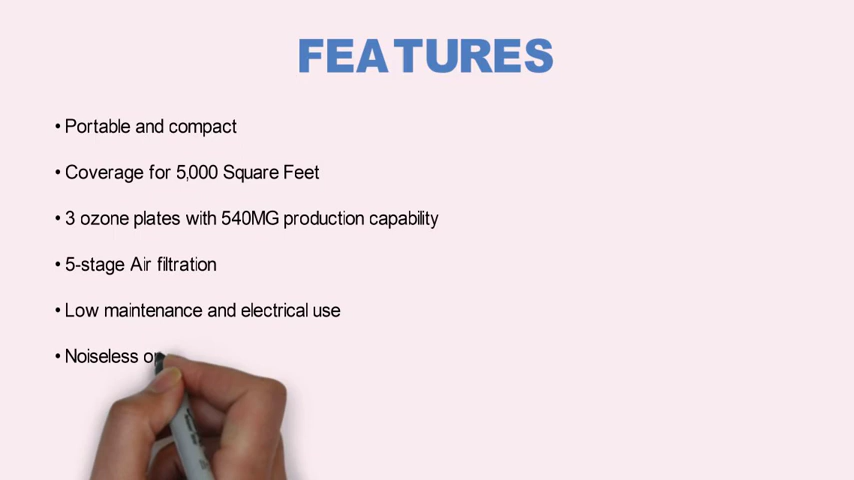 FEATURES
• Portable and compact
• Coverage for 5,000 Square Feet
• 3 ozone plates with 540MG production capability
• 5-stage Air filtration
• Low maintenance and electrical use
• Noiseless